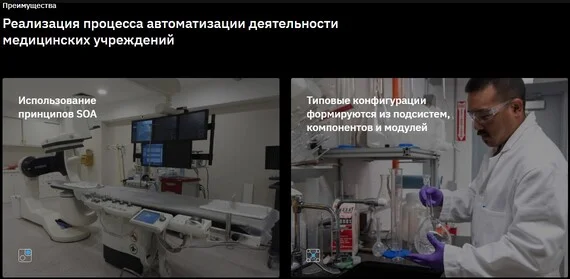 Преимущества
Реализация процесса автоматизации деятельности
медицинских учреждений
Использование
принципов SOA
Типовые конфигурации
формируются из подсистем,
компонентов и модулей